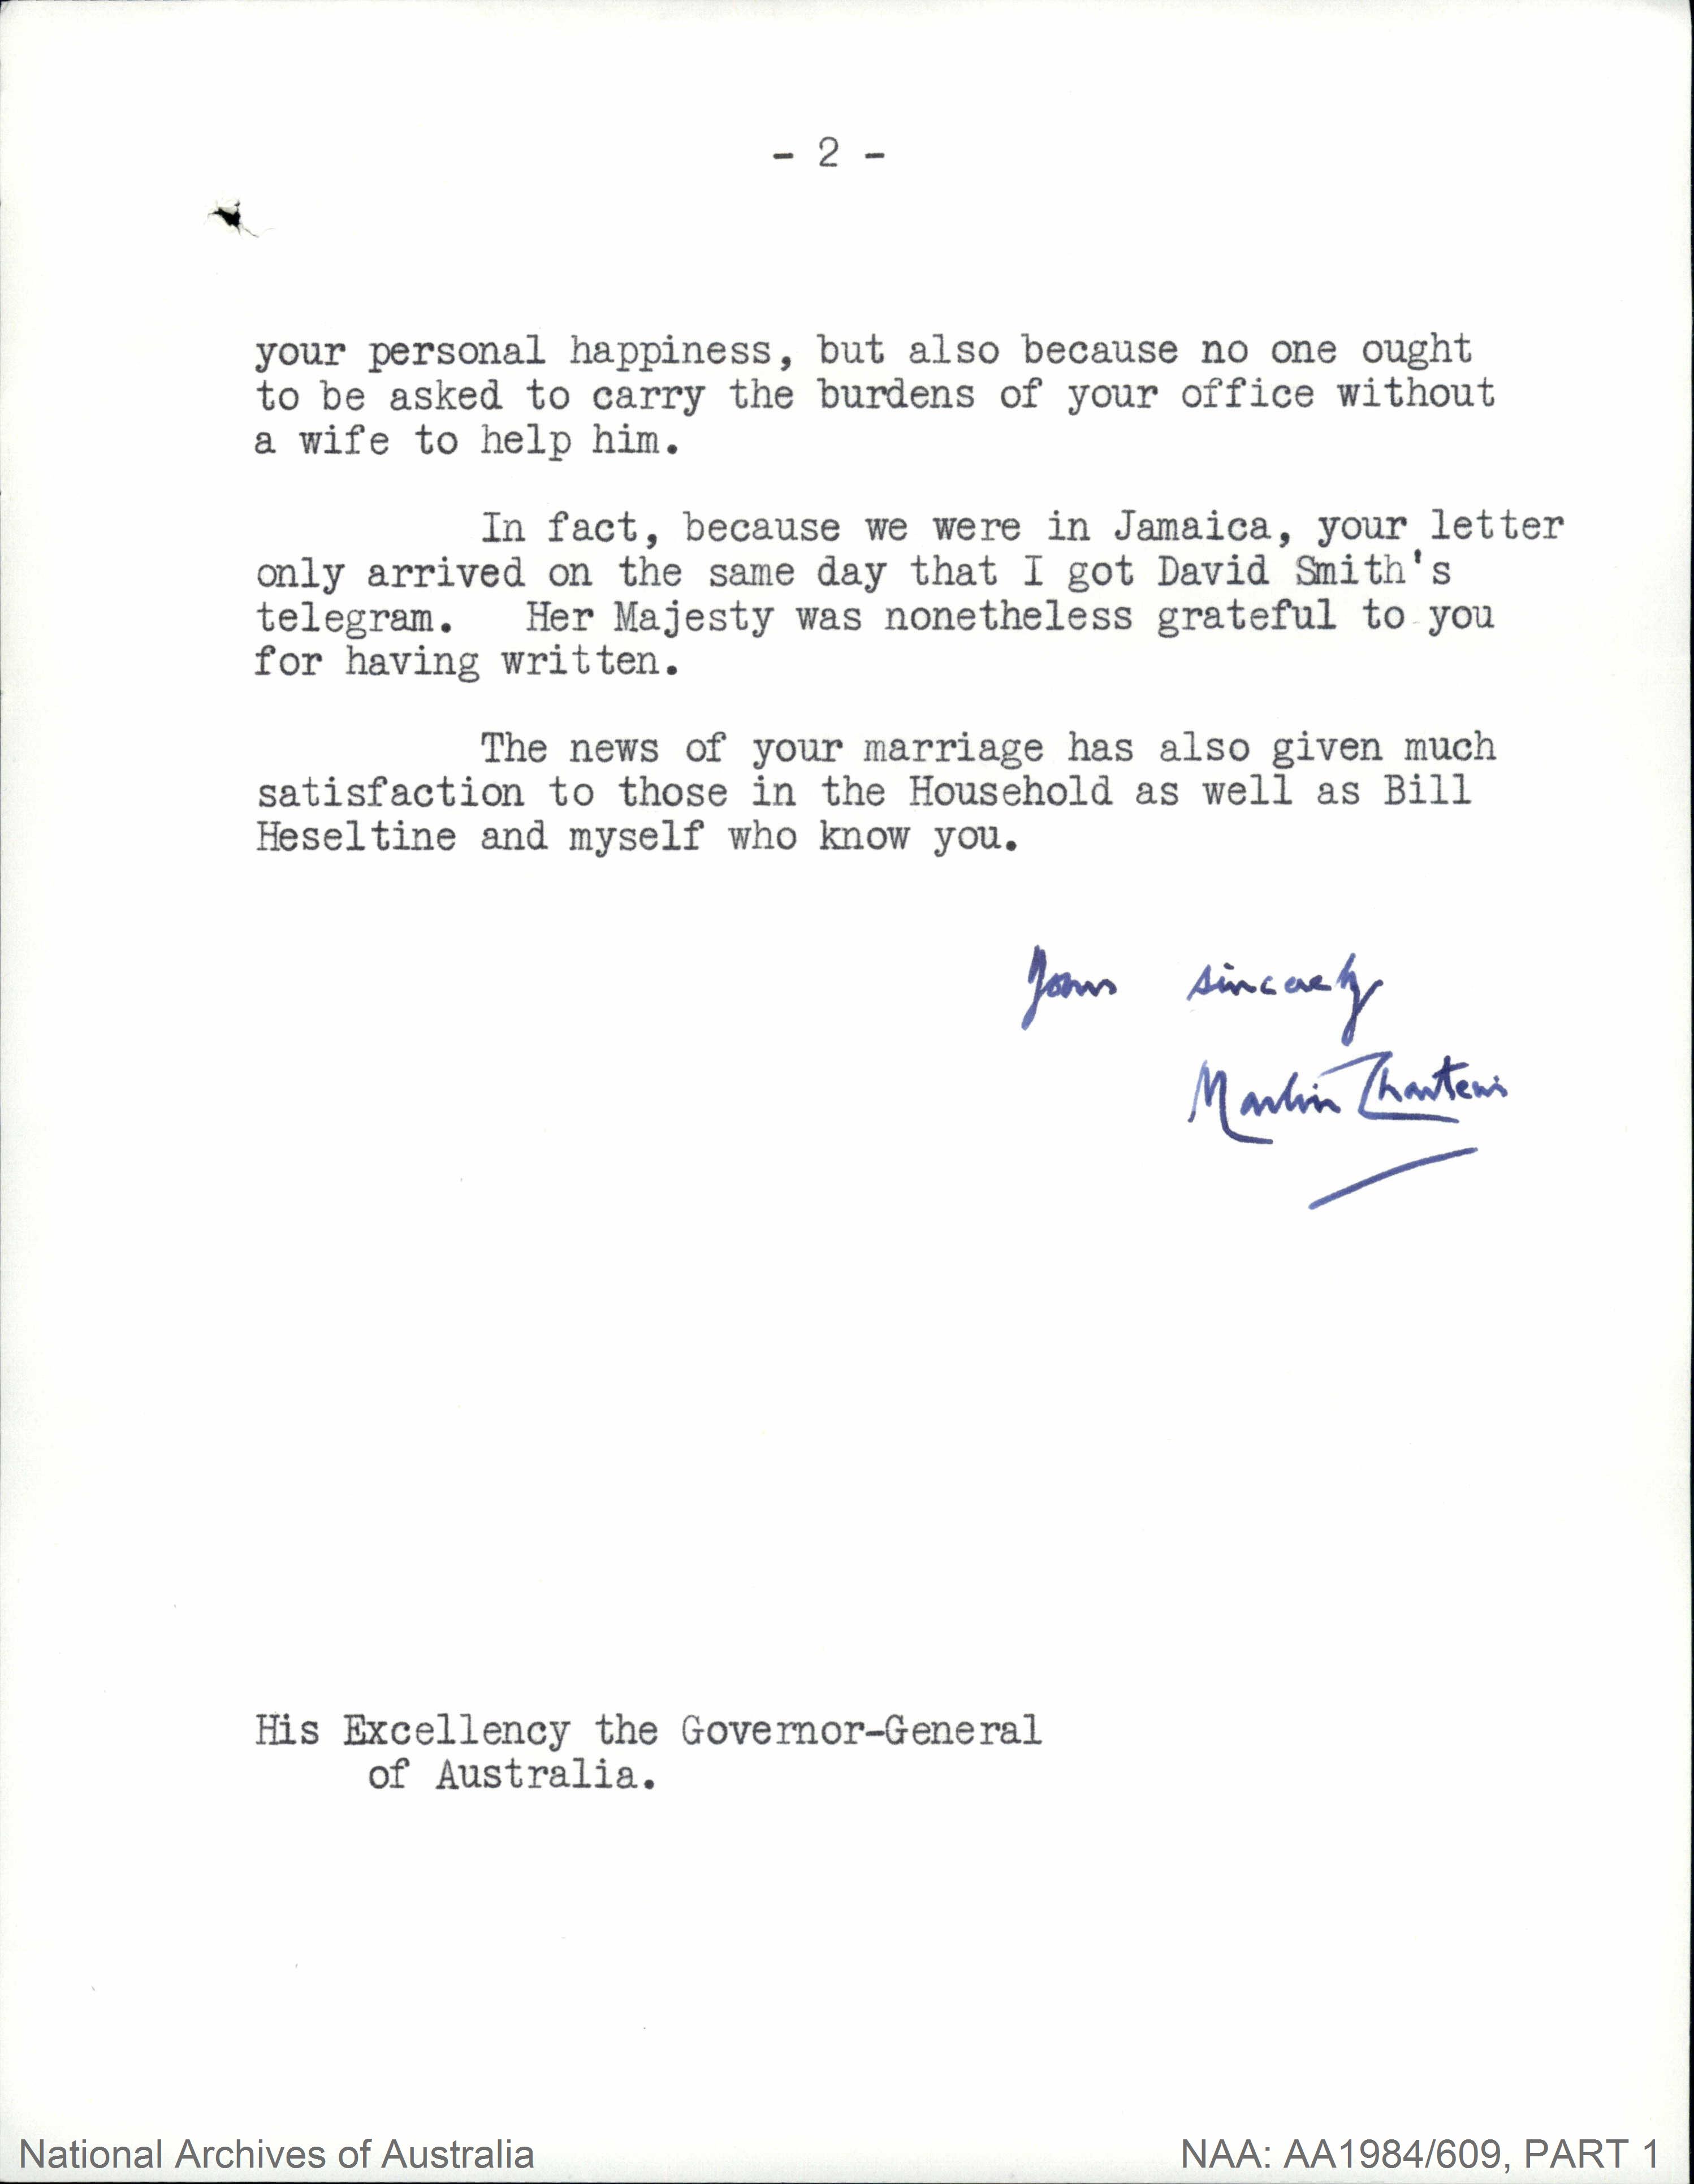 - 2 -
your personal happiness, but also because no one ought
to be asked to carry the burdens of your office without
a wife to help him.
In fact, because we were in Jamaica, your letter
only arrived on the same day that I got David Smith's
telegram. Her Majesty was nonetheless grateful to you
for having written.
The news of your marriage has also given much
satisfaction to those in the Household as well as Bill
Heseltine and myself who know you.
Yours sincerely
Martin Charteris
His Excellency the Governor-General
of Australia.
National Archives of Australia
NAA: AA1984/609, PART 1